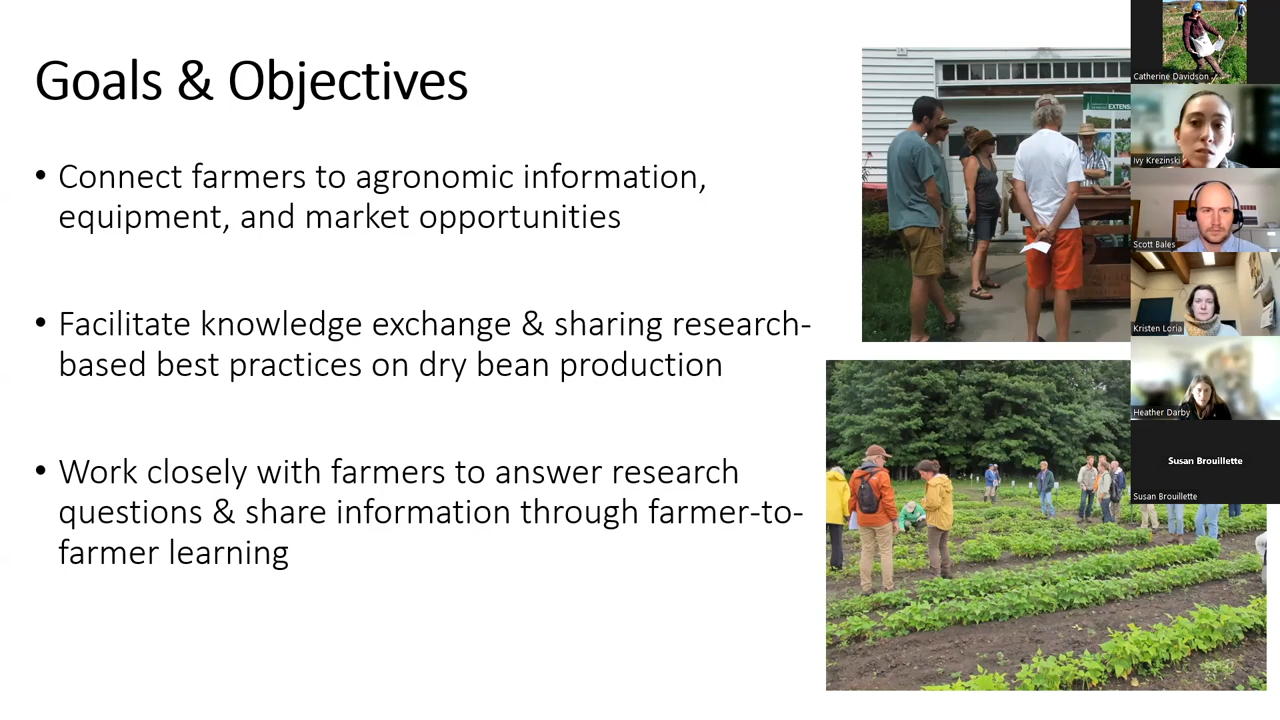 Goals & Objectives
• Connect farmers to agronomic information,
equipment, and market opportunities
• Facilitate knowledge exchange & sharing research-
based best practices on dry bean production
• Work closely with farmers to answer research
questions & share information through farmer-to-
farmer learning
EXTENS
Catherine Davidson
Ivy Krezinski
Scott Bales
Kristen Loria
Heather Darby
Susan Brouillette
Susan Brouillette